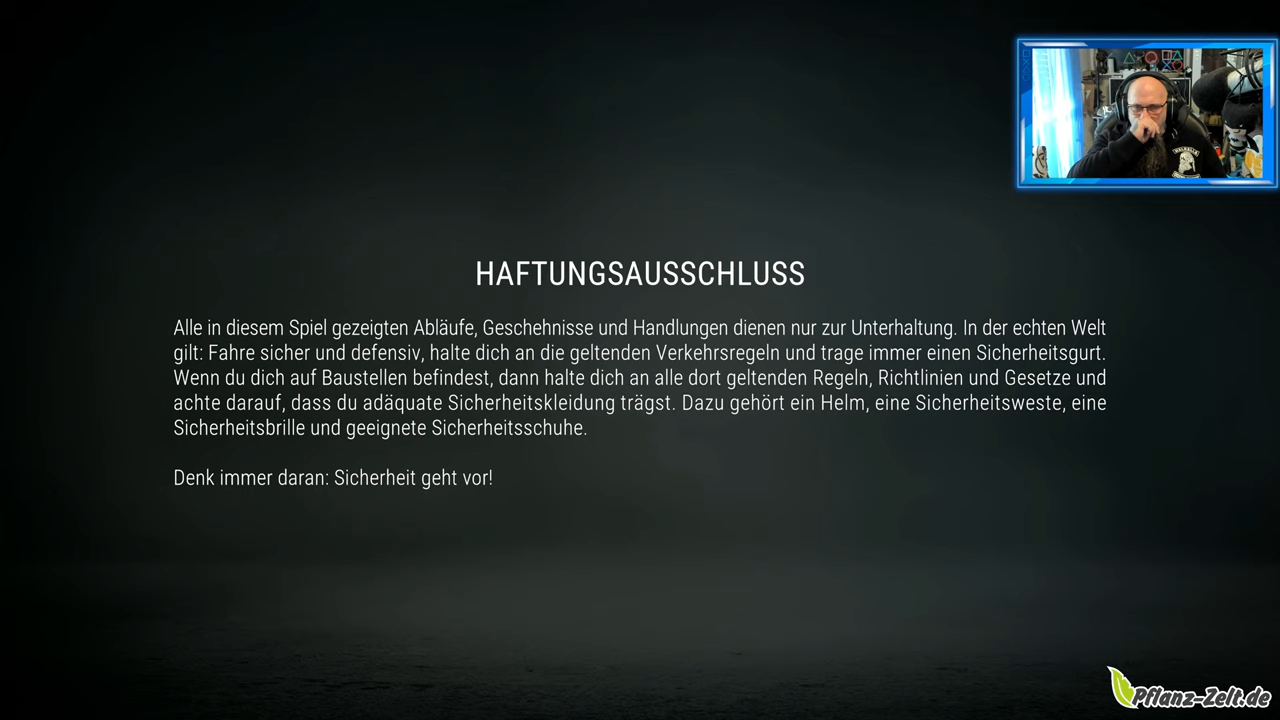 HAFTUNGSAUSSCHLUSS
Alle in diesem Spiel gezeigten Abläufe, Geschehnisse und Handlungen dienen nur zur Unterhaltung. In der echten Welt
gilt: Fahre sicher und defensiv, halte dich an die geltenden Verkehrsregeln und trage immer einen Sicherheitsgurt.
Wenn du dich auf Baustellen befindest, dann halte dich an alle dort geltenden Regeln, Richtlinien und Gesetze und
achte darauf, dass du adäquate Sicherheitskleidung trägst. Dazu gehört ein Helm, eine Sicherheitsweste, eine
Sicherheitsbrille und geeignete Sicherheitsschuhe.
Denk immer daran: Sicherheit geht vor!
Pflanz-Zelt.de